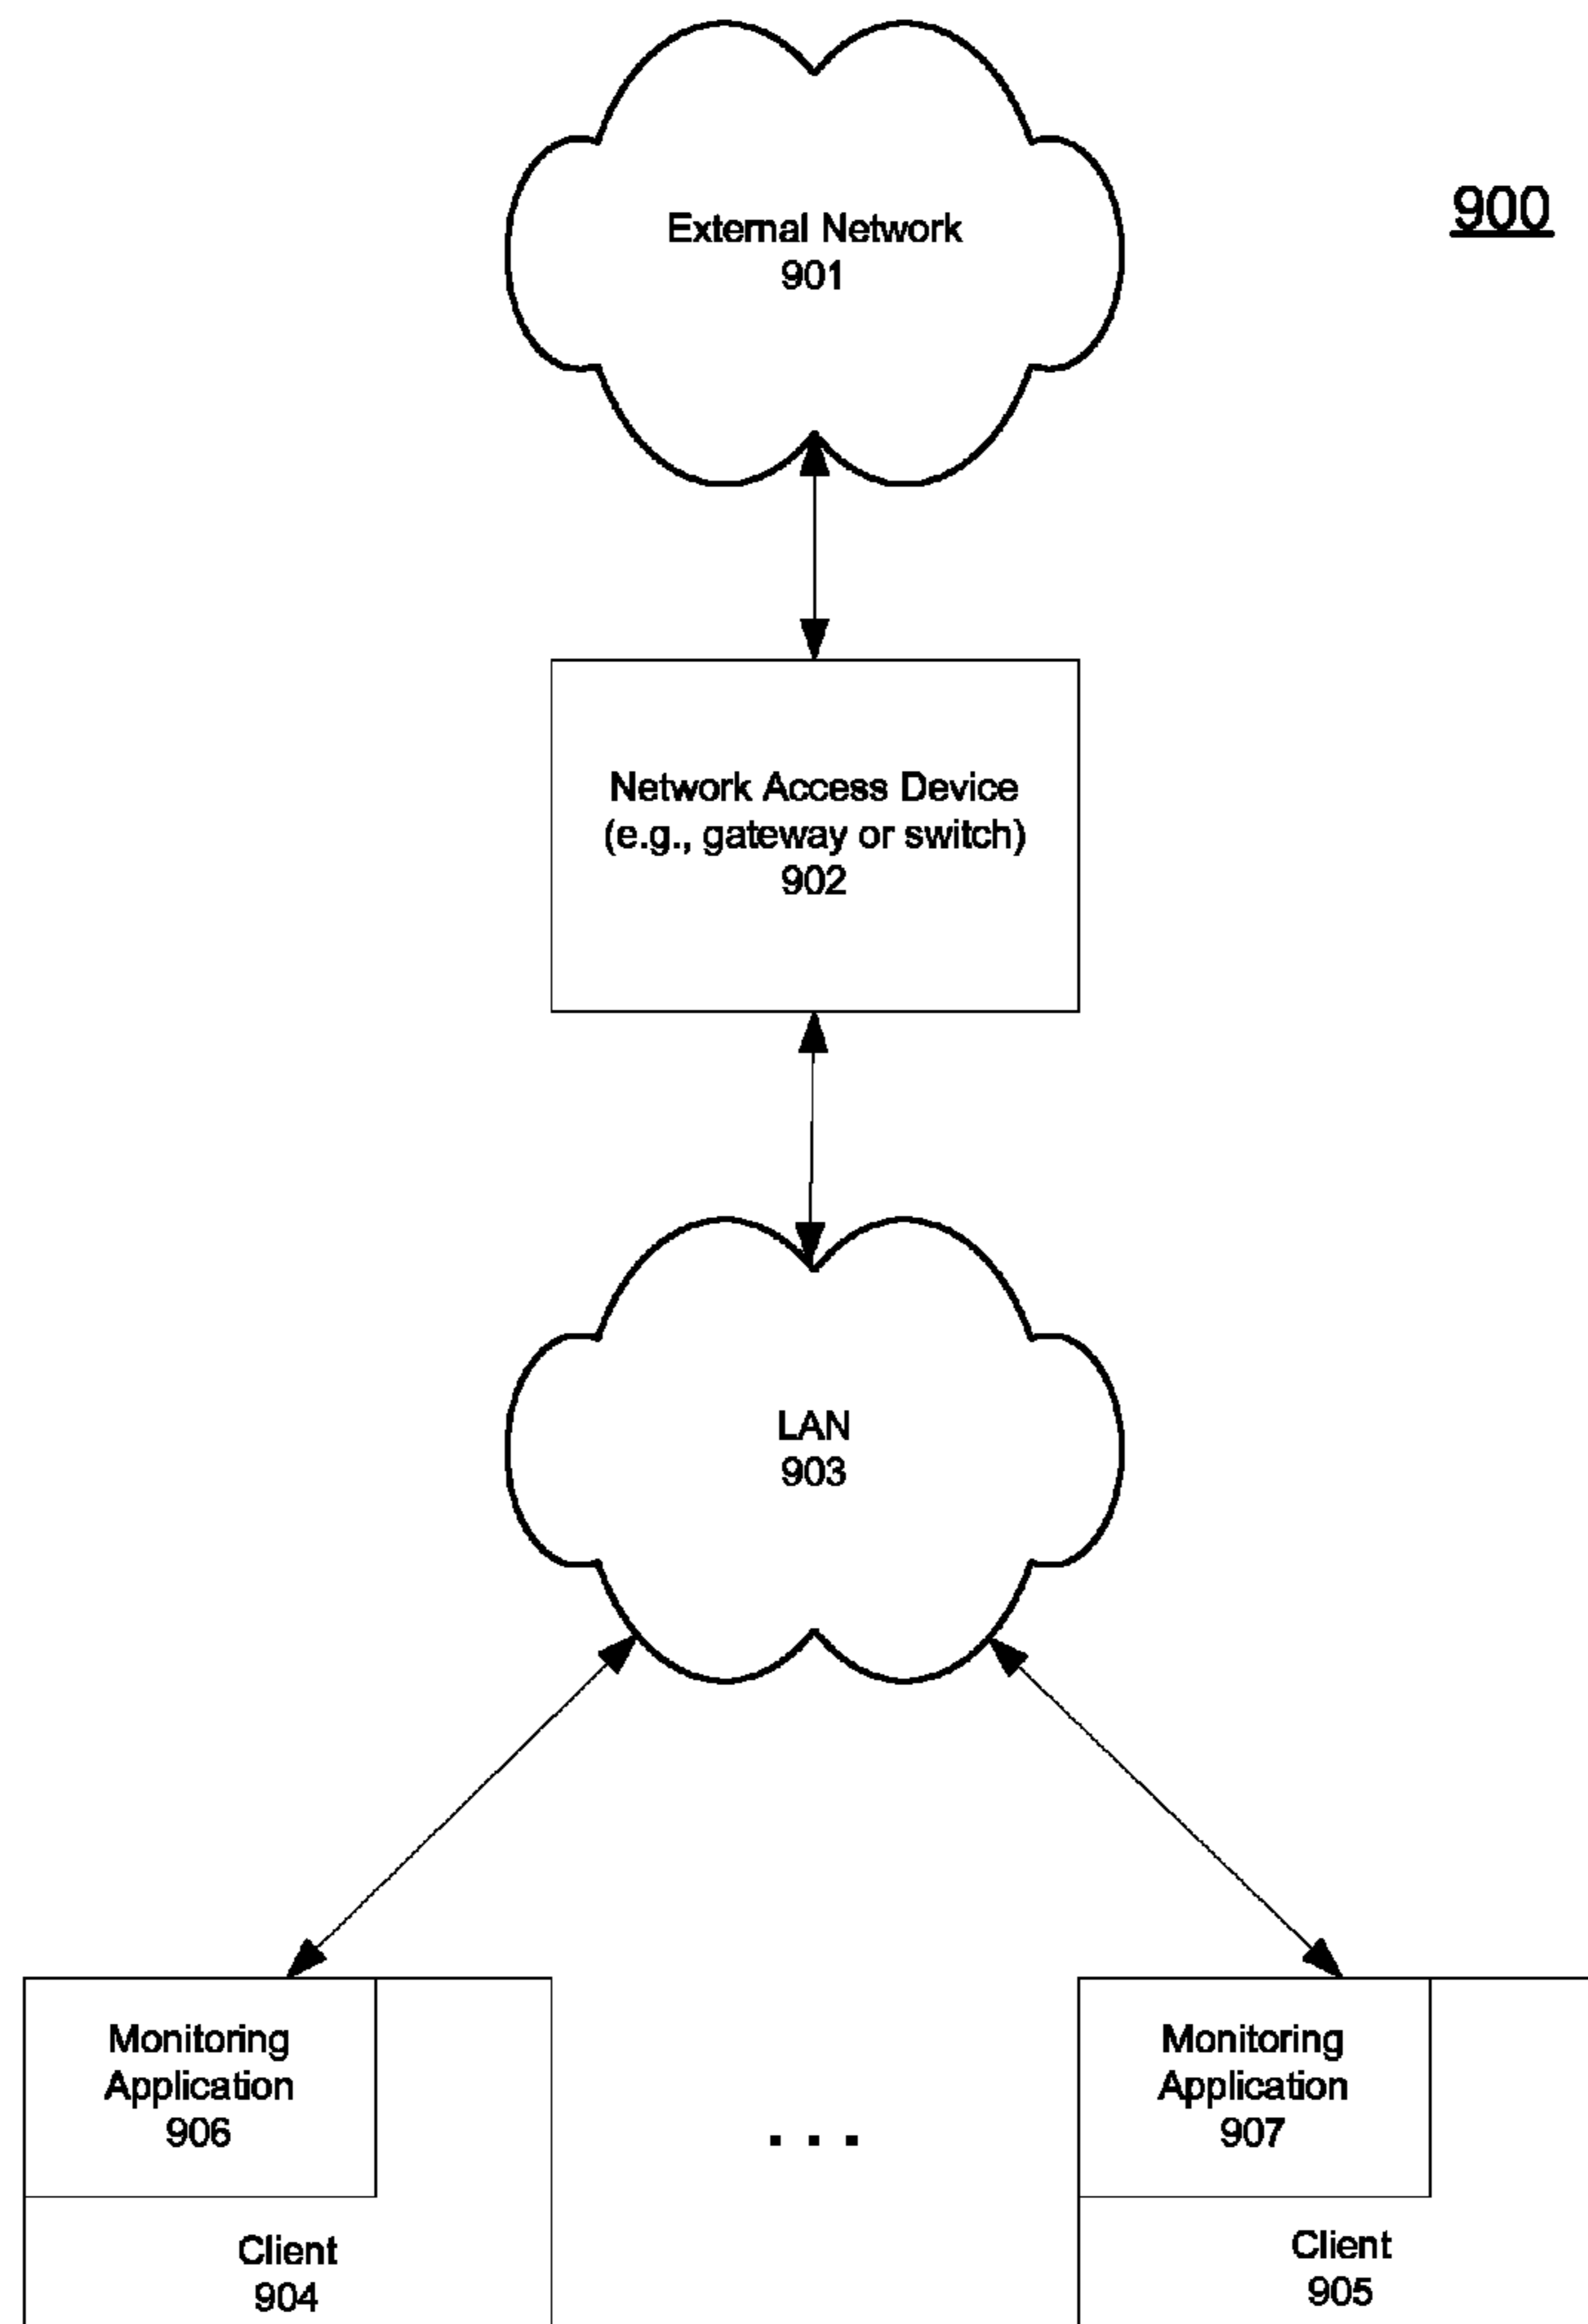 External Network
901
900
Network Access Device
(e.g., gateway or switch)
902
LAN
903
Monitoring
Application
906
Client
904
. . .
Monitoring
Application
907
Client
905